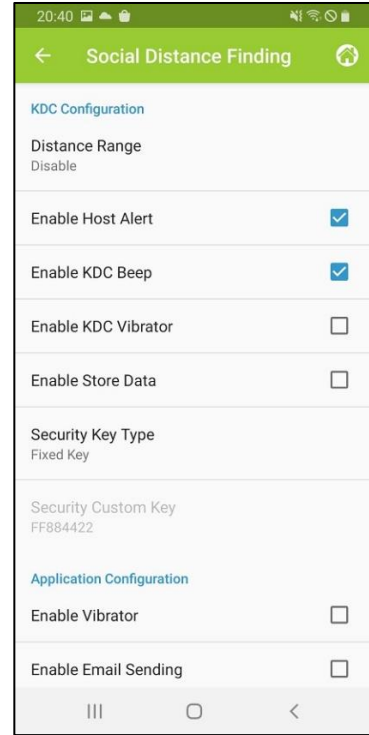 20:40
Social Distance Finding
KDC Configuration
Distance Range
Disable
Enable Host Alert
Enable KDC Beep
Enable KDC Vibrator
Enable Store Data
Security Key Type
Fixed Key
Security Custom Key
FF884422
Application Configuration
Enable Vibrator
Enable Email Sending